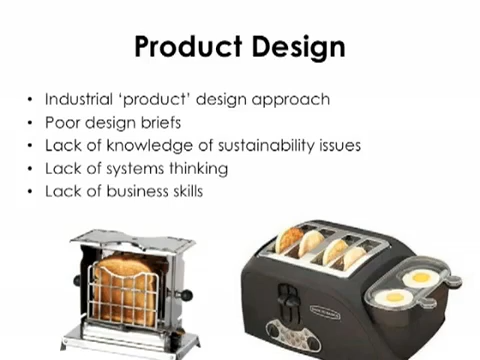 Product Design
• Industrial ‘product’ design approach
• Poor design briefs
• Lack of knowledge of sustainability issues
• Lack of systems thinking
• Lack of business skills